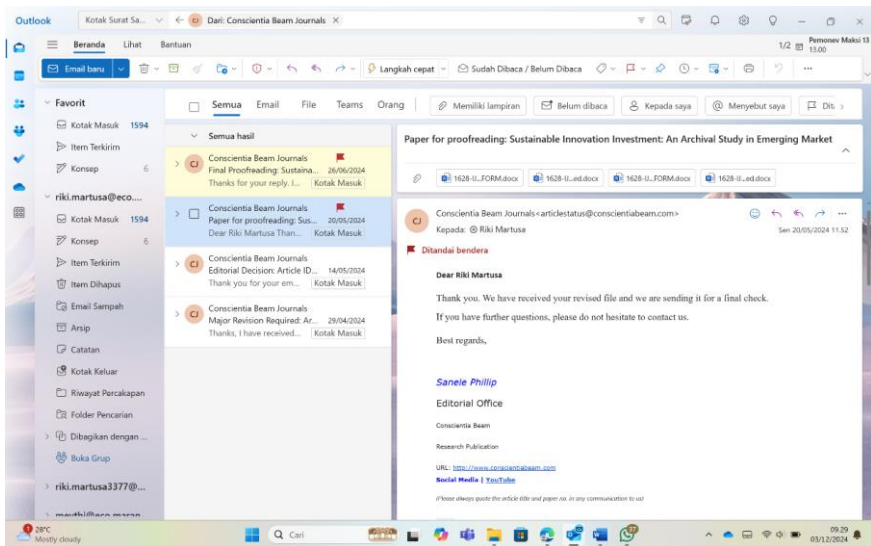 Outlook
Kotak Surat Sa...
Dari: Conscientia Beam Journals
Beranda Lihat Bantuan
1/2 Pemonev Maksi 13
13.00
Email baru
Langkah cepat
Sudah Dibaca / Belum Dibaca
Favorit
Kotak Masuk 1594
Item Terkirim
Konsep 6
riki.martusa@eco....
Kotak Masuk 1594
Konsep 6
Item Terkirim
Item Dihapus
Email Sampah
Arsip
Catatan
Kotak Keluar
Riwayat Percakapan
Folder Pencarian
Dibagikan dengan ...
Buka Grup
riki.martusa3377@...
Semua Email File Teams Orang
Memiliki lampiran Belum dibaca Kepada saya Menyebut saya
Semua hasil
CJ Conscientia Beam Journals
Final Proofreading: Sustaina... 26/06/2024
Thanks for your reply. I... Kotak Masuk
Conscientia Beam Journals
Paper for proofreading: Sus... 20/05/2024
Dear Riki Martusa Than... Kotak Masuk
CJ Conscientia Beam Journals
Editorial Decision: Article ID... 14/05/2024
Thank you for your em... Kotak Masuk
CJ Conscientia Beam Journals
Major Revision Required: Ar... 29/04/2024
Thanks, I have received... Kotak Masuk
Paper for proofreading: Sustainable Innovation Investment: An Archival Study in Emerging Market
1628-U...FORM.docx 1628-U...ed.docx 1628-U...FORM.docx 1628-U...ed.docx
CJ Conscientia Beam Journals<articlestatus@conscientiabeam.com>
Kepada: Riki Martusa
Sen 20/05/2024 11.52
Ditandai bendera
Dear Riki Martusa
Thank you. We have received your revised file and we are sending it for a final check.
If you have further questions, please do not hesitate to contact us.
Best regards,
Sanele Phillip
Editorial Office
Conscientia Beam
Research Publication
URL: http://www.conscientiabeam.com
Social Media | YouTube
(Please always quote the article title and paper no. in any communication to us)
28°C
Mostly cloudy
Cari
09.29
03/12/2024